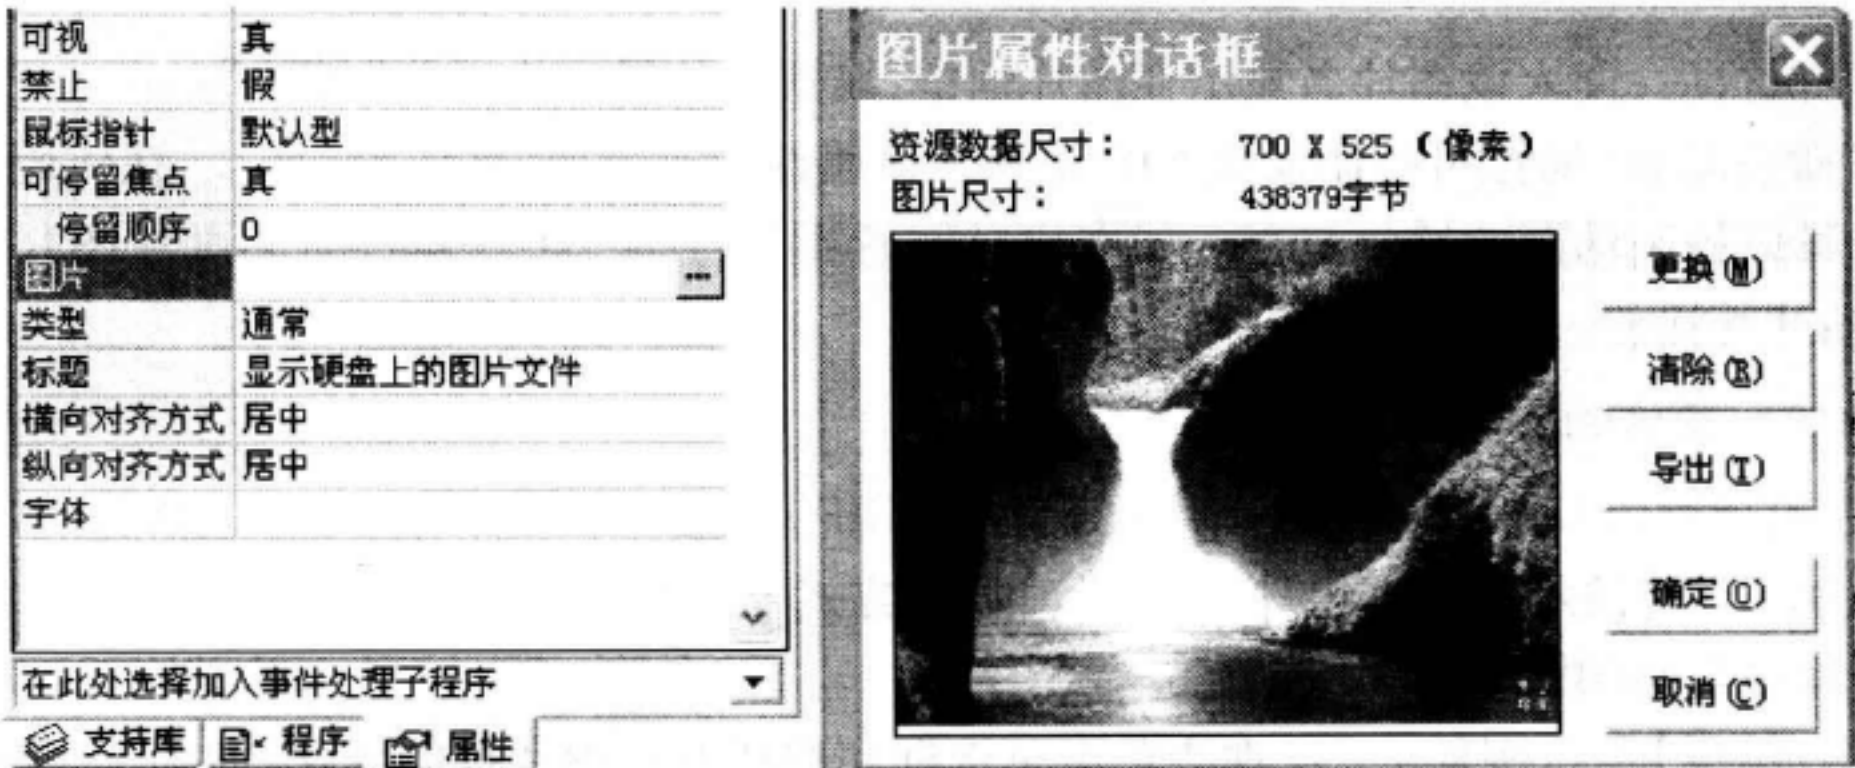 可视 真
禁止 假
鼠标指针 默认型
可停留焦点 真
停留顺序 0
图片 ...
类型 通常
标题 显示硬盘上的图片文件
横向对齐方式 居中
纵向对齐方式 居中
字体
在此处选择加入事件处理子程序
支持库 程序 属性
图片属性对话框
资源数据尺寸： 700 X 525 （像素）
图片尺寸： 438379字节
更换(M)
清除(R)
导出(T)
确定(O)
取消(C)